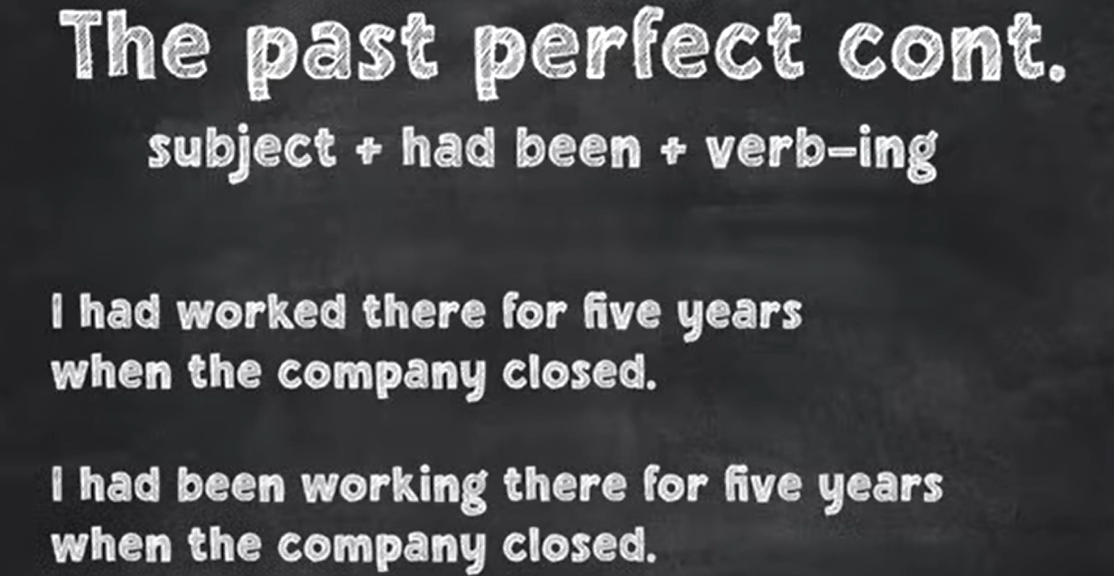 The past perfect cont.
subject + had been + verb-ing
I had worked there for five years
when the company closed.
I had been working there for five years
when the company closed.